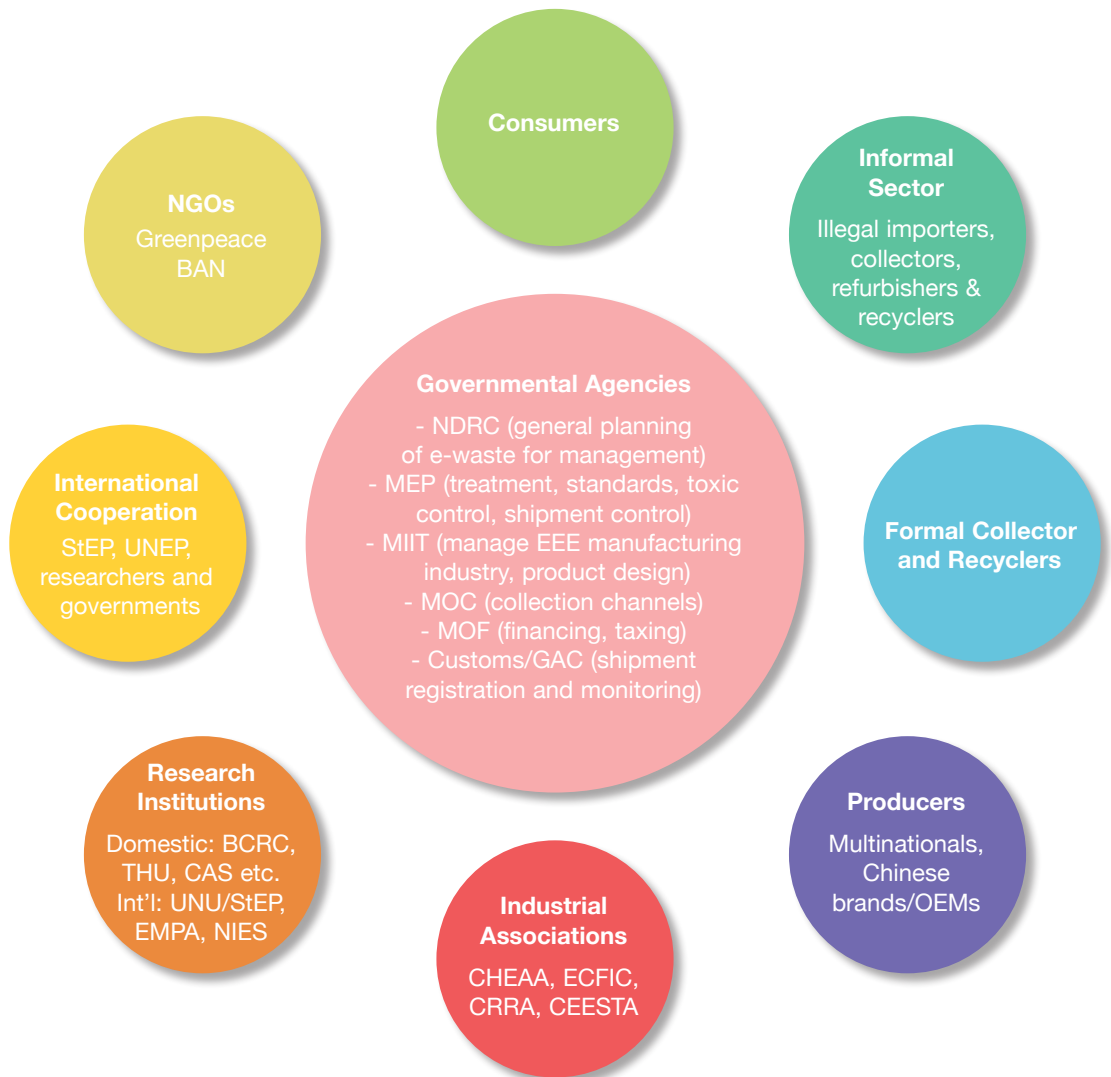 Consumers
NGOs
Greenpeace
BAN
Informal
Sector
Illegal importers,
collectors,
refurbishers &
recyclers
Governmental Agencies
- NDRC (general planning
of e-waste for management)
- MEP (treatment, standards, toxic
control, shipment control)
- MIIT (manage EEE manufacturing
industry, product design)
- MOC (collection channels)
- MOF (financing, taxing)
- Customs/GAC (shipment
registration and monitoring)
International
Cooperation
StEP, UNEP,
researchers and
governments
Formal Collector
and Recyclers
Research
Institutions
Domestic: BCRC,
THU, CAS etc.
Int'l: UNU/StEP,
EMPA, NIES
Producers
Multinationals,
Chinese
brands/OEMs
Industrial
Associations
CHEAA, ECFIC,
CRRA, CEESTA